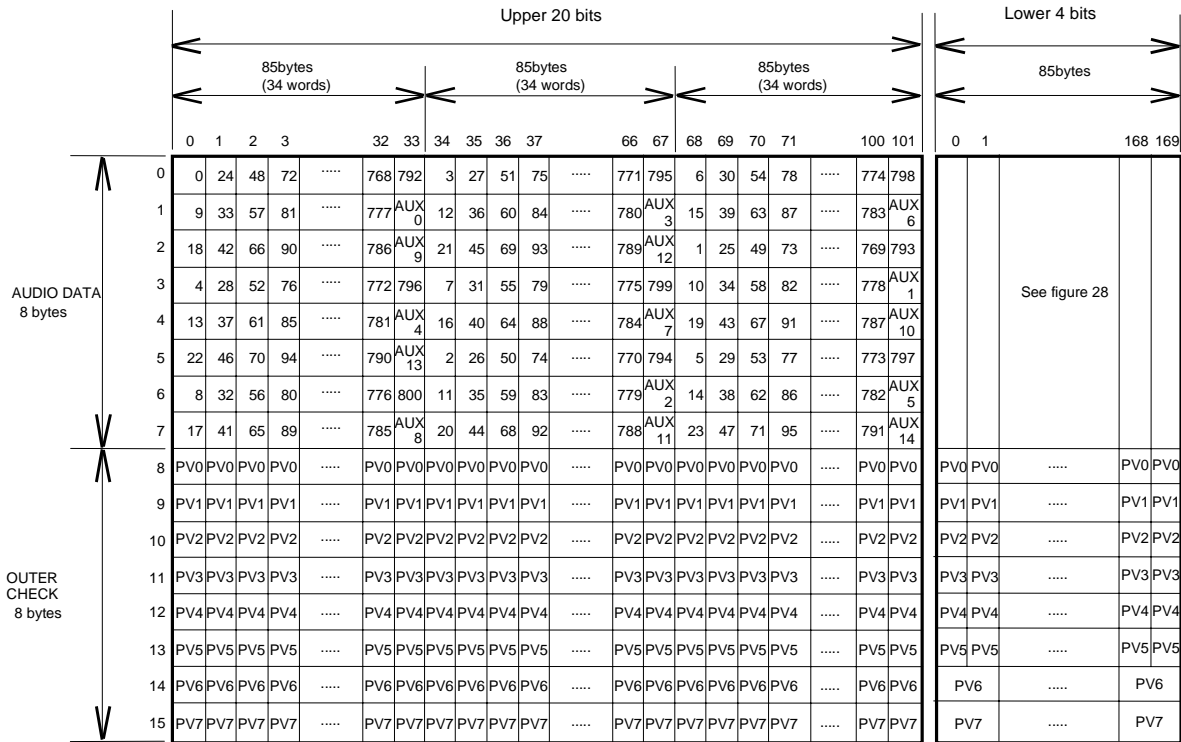 Upper 20 bits Lower 4 bits
85bytes 85bytes 85bytes 85bytes
(34 words) (34 words) (34 words)
0 1 2 3 32 33 34 35 36 37 66 67 68 69 70 71 100 101 0 1 168 169
0 0 24 48 72 ..... 768 792 3 27 51 75 ..... 771 795 6 30 54 78 ..... 774 798
1 9 33 57 81 ..... 777 AUX 0 12 36 60 84 ..... 780 AUX 3 15 39 63 87 ..... 783 AUX 6
2 18 42 66 90 ..... 786 AUX 9 21 45 69 93 ..... 789 AUX 12 1 25 49 73 ..... 769 793
AUDIO DATA
8 bytes
3 4 28 52 76 ..... 772 796 7 31 55 79 ..... 775 799 10 34 58 82 ..... 778 AUX 1
See figure 28
4 13 37 61 85 ..... 781 AUX 4 16 40 64 88 ..... 784 AUX 7 19 43 67 91 ..... 787 AUX 10
5 22 46 70 94 ..... 790 AUX 13 2 26 50 74 ..... 770 794 5 29 53 77 ..... 773 797
6 8 32 56 80 ..... 776 800 11 35 59 83 ..... 779 AUX 2 14 38 62 86 ..... 782 AUX 5
7 17 41 65 89 ..... 785 AUX 8 20 44 68 92 ..... 788 AUX 11 23 47 71 95 ..... 791 AUX 14
8 PV0 PV0 PV0 PV0 ..... PV0 PV0 PV0 PV0 PV0 PV0 ..... PV0 PV0 PV0 PV0 PV0 PV0 ..... PV0 PV0 PV0 PV0 ..... PV0 PV0
9 PV1 PV1 PV1 PV1 ..... PV1 PV1 PV1 PV1 PV1 PV1 ..... PV1 PV1 PV1 PV1 PV1 PV1 ..... PV1 PV1 PV1 PV1 ..... PV1 PV1
10 PV2 PV2 PV2 PV2 ..... PV2 PV2 PV2 PV2 PV2 PV2 ..... PV2 PV2 PV2 PV2 PV2 PV2 ..... PV2 PV2 PV2 PV2 ..... PV2 PV2
OUTER
CHECK
8 bytes
11 PV3 PV3 PV3 PV3 ..... PV3 PV3 PV3 PV3 PV3 PV3 ..... PV3 PV3 PV3 PV3 PV3 PV3 ..... PV3 PV3 PV3 PV3 ..... PV3 PV3
12 PV4 PV4 PV4 PV4 ..... PV4 PV4 PV4 PV4 PV4 PV4 ..... PV4 PV4 PV4 PV4 PV4 PV4 ..... PV4 PV4 PV4 PV4 ..... PV4 PV4
13 PV5 PV5 PV5 PV5 ..... PV5 PV5 PV5 PV5 PV5 PV5 ..... PV5 PV5 PV5 PV5 PV5 PV5 ..... PV5 PV5 PV5 PV5 ..... PV5 PV5
14 PV6 PV6 PV6 PV6 ..... PV6 PV6 PV6 PV6 PV6 PV6 ..... PV6 PV6 PV6 PV6 PV6 PV6 ..... PV6 PV6 PV6 ..... PV6
15 PV7 PV7 PV7 PV7 ..... PV7 PV7 PV7 PV7 PV7 PV7 ..... PV7 PV7 PV7 PV7 PV7 PV7 ..... PV7 PV7 PV7 ..... PV7